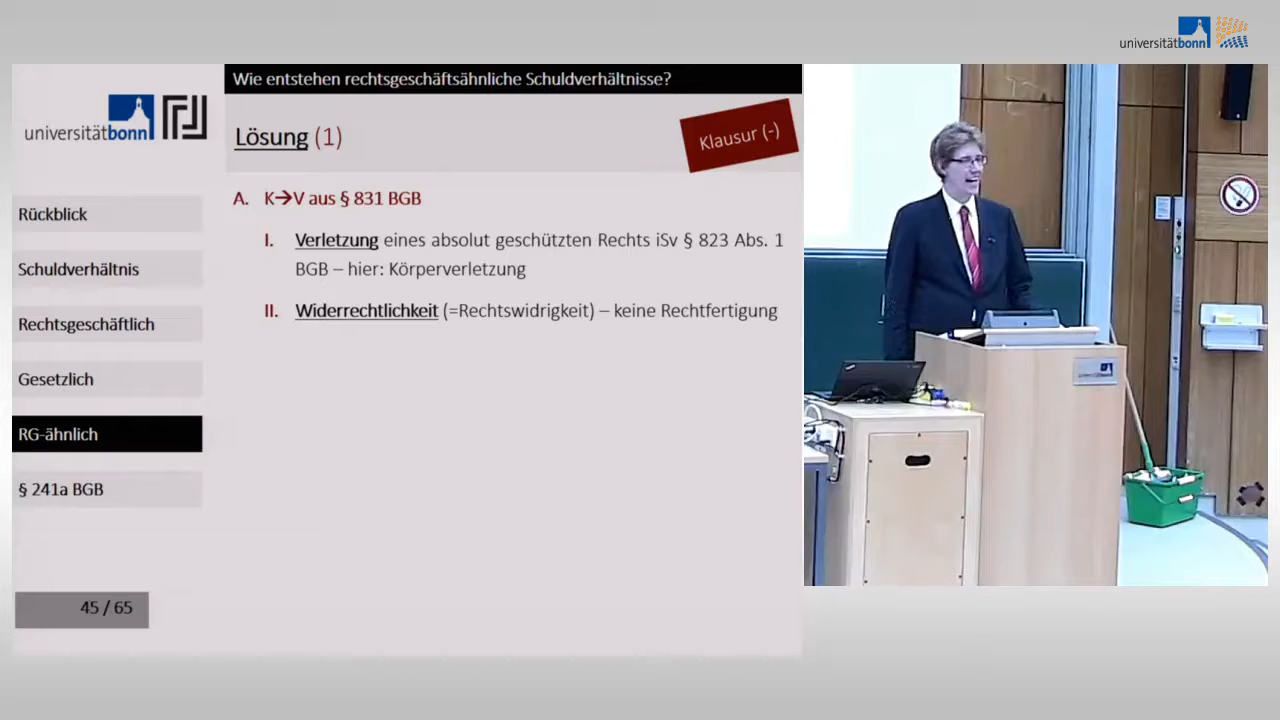 universitätbonn
Wie entstehen rechtsgeschäftsähnliche Schuldverhältnisse?
universitätbonn
Lösung (1)
Klausur (-)
A. K→V aus § 831 BGB
I. Verletzung eines absolut geschützten Rechts iSv § 823 Abs. 1
BGB – hier: Körperverletzung
II. Widerrechtlichkeit (=Rechtswidrigkeit) – keine Rechtfertigung
Rückblick
Schuldverhältnis
Rechtsgeschäftlich
Gesetzlich
RG-ähnlich
§ 241a BGB
45 / 65